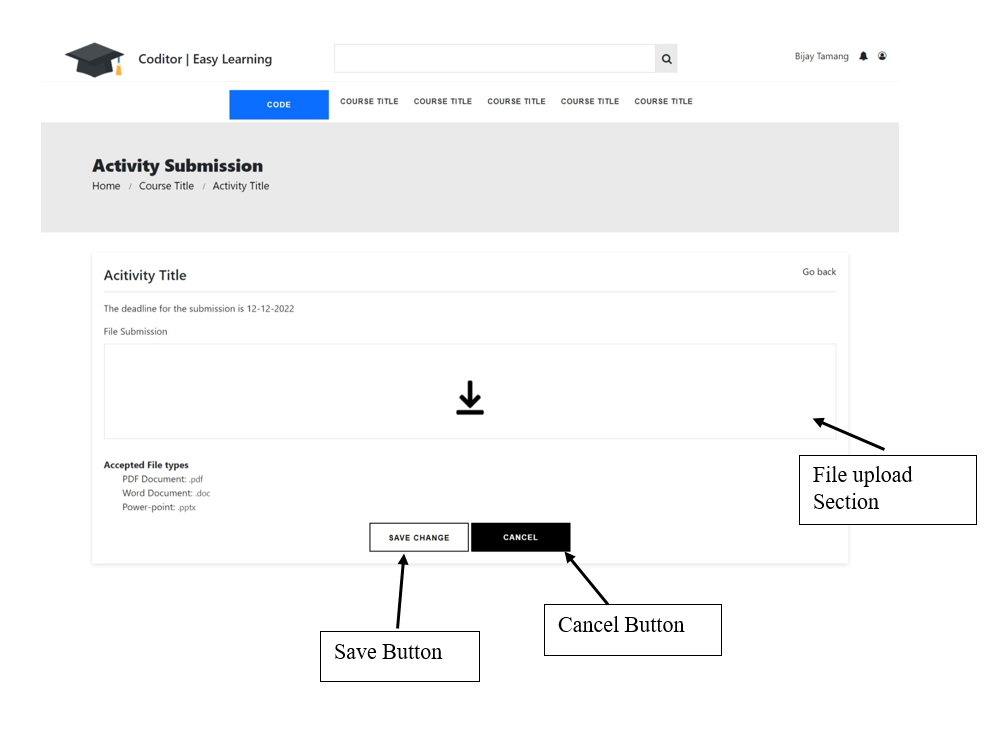 Coditor | Easy Learning
Bijay Tamang
CODE COURSE TITLE COURSE TITLE COURSE TITLE COURSE TITLE COURSE TITLE
Activity Submission
Home / Course Title / Activity Title
Acitivity Title
Go back
The deadline for the submission is 12-12-2022
File Submission
Accepted File types
PDF Document: .pdf
Word Document: .doc
Power-point: .pptx
File upload
Section
SAVE CHANGE CANCEL
Cancel Button
Save Button